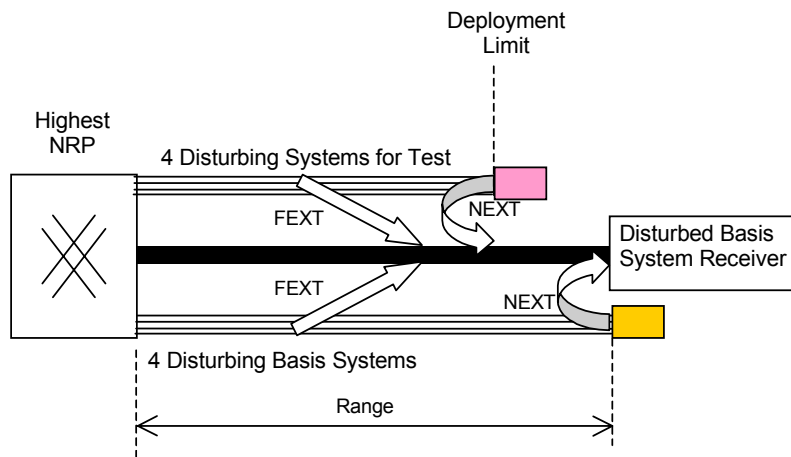 Deployment
Limit
Highest
NRP
4 Disturbing Systems for Test
FEXT
NEXT
Disturbed Basis
System Receiver
FEXT
NEXT
4 Disturbing Basis Systems
Range